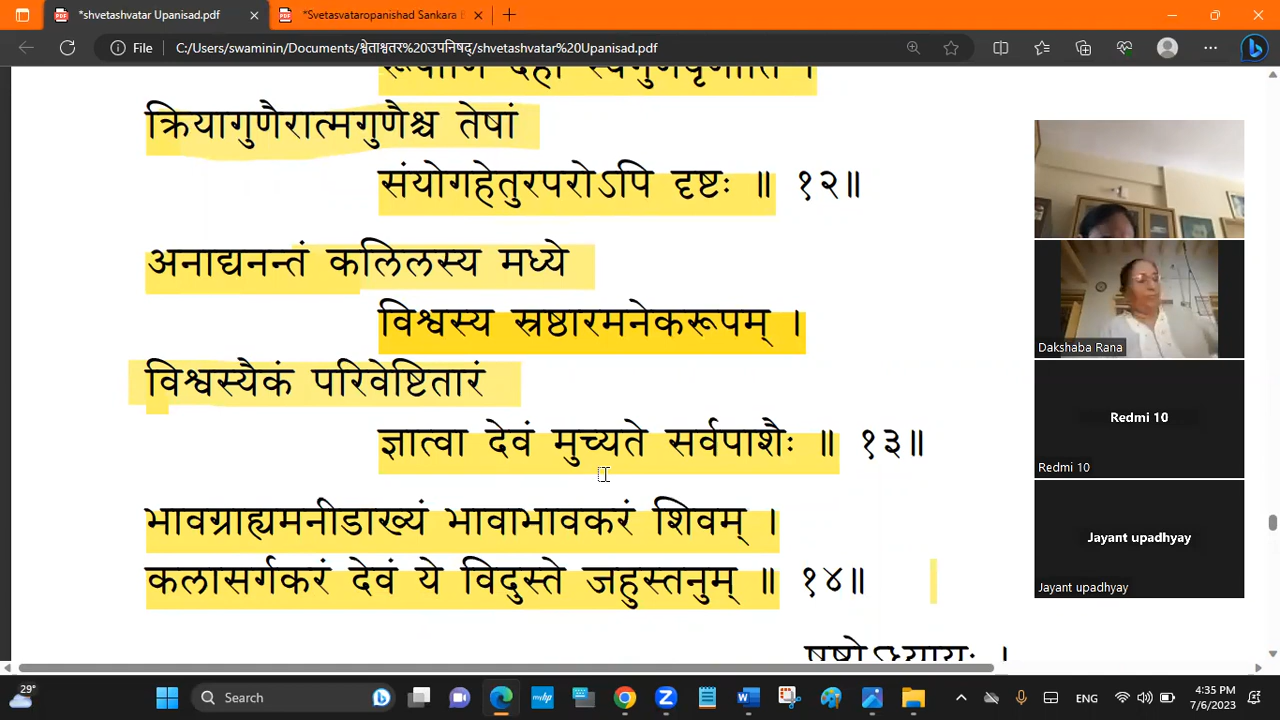 *shvetashvatar Upanisad.pdf
*Svetasvataropanishad Sankara
File C:/Users/swaminin/Documents/श्वेताश्वतर%20उपनिषद्/shvetashvatar%20Upanisad.pdf
क्रियागुणैरात्मगुणैश्च तेषां
संयोगहेतुरपरोऽपि दृष्टः ॥ १२॥
अनाद्यनन्तं कलिलस्य मध्ये
विश्वस्य स्रष्ठारमनेकरूपम् ।
विश्वस्यैकं परिवेष्टितारं
ज्ञात्वा देवं मुच्यते सर्वपाशैः ॥ १३॥
भावग्राह्यमनीडाख्यं भावाभावकरं शिवम् ।
कलासर्गकरं देवं ये विदुस्ते जहुस्तनुम् ॥ १४॥
Dakshaba Rana
Redmi 10
Redmi 10
Jayant upadhyay
Jayant upadhyay
29°
Search
ENG
4:35 PM
7/6/2023